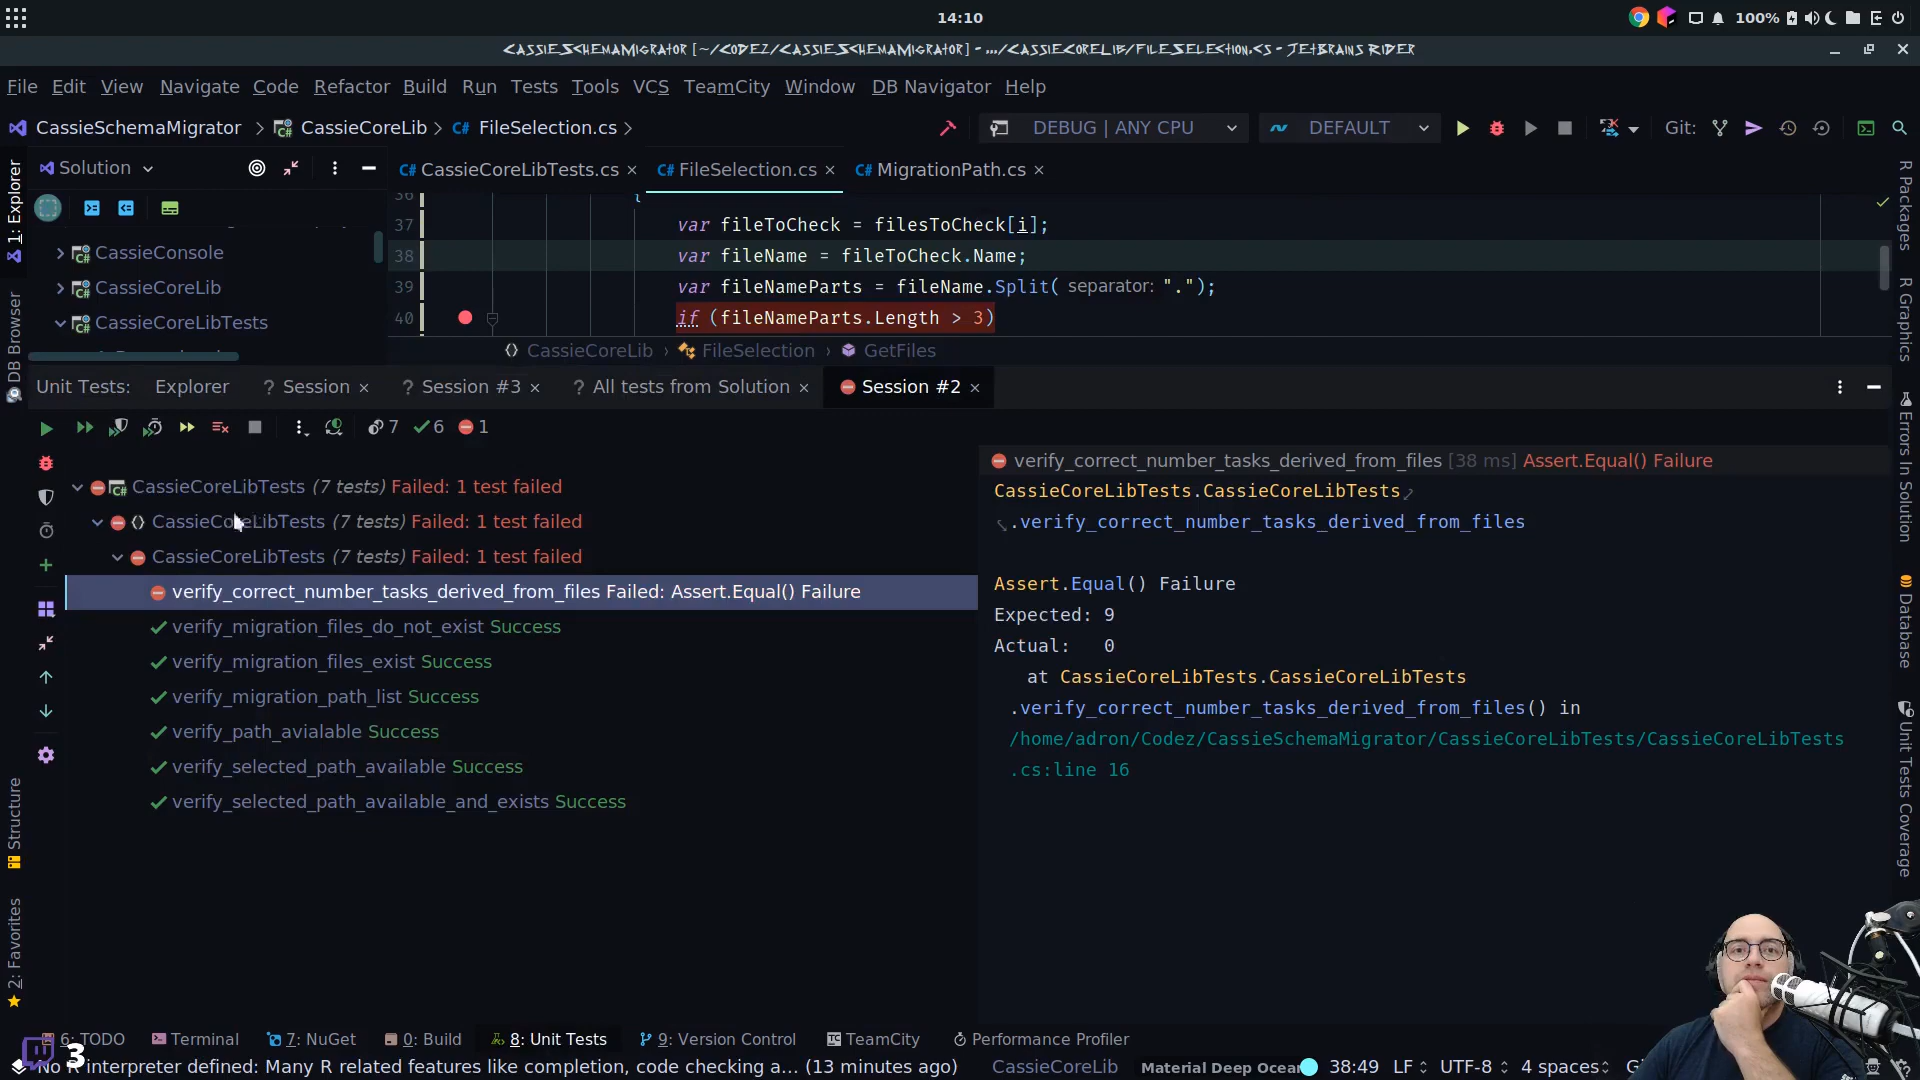 14:10
100%
CassieSchemaMigrator [~/Codez/CassieSchemaMigrator] - .../CassieCoreLib/FileSelection.cs - JetBrains Rider
File Edit View Navigate Code Refactor Build Run Tests Tools VCS TeamCity Window DB Navigator Help
CassieSchemaMigrator CassieCoreLib C# FileSelection.cs
DEBUG | ANY CPU DEFAULT Git:
Solution
C# CassieCoreLibTests.cs C# FileSelection.cs C# MigrationPath.cs
1: Explorer
DB Browser
CassieConsole
CassieCoreLib
CassieCoreLibTests
36 {
37 var fileToCheck = filesToCheck[i];
38 var fileName = fileToCheck.Name;
39 var fileNameParts = fileName.Split( separator: ".");
40 if (fileNameParts.Length > 3)
CassieCoreLib FileSelection GetFiles
Unit Tests: Explorer ? Session ? Session #3 ? All tests from Solution Session #2
7 6 1
CassieCoreLibTests (7 tests) Failed: 1 test failed
CassieCoreLibTests (7 tests) Failed: 1 test failed
CassieCoreLibTests (7 tests) Failed: 1 test failed
verify_correct_number_tasks_derived_from_files Failed: Assert.Equal() Failure
verify_migration_files_do_not_exist Success
verify_migration_files_exist Success
verify_migration_path_list Success
verify_path_avialable Success
verify_selected_path_available Success
verify_selected_path_available_and_exists Success
verify_correct_number_tasks_derived_from_files [38 ms] Assert.Equal() Failure
CassieCoreLibTests.CassieCoreLibTests
.verify_correct_number_tasks_derived_from_files
Assert.Equal() Failure
Expected: 9
Actual: 0
at CassieCoreLibTests.CassieCoreLibTests
.verify_correct_number_tasks_derived_from_files() in
/home/adron/Codez/CassieSchemaMigrator/CassieCoreLibTests/CassieCoreLibTests
.cs:line 16
R Packages
R Graphics
Errors In Solution
Database
Unit Tests Coverage
Structure
2: Favorites
6: TODO Terminal 7: NuGet 0: Build 8: Unit Tests 9: Version Control TeamCity Performance Profiler
3
No R interpreter defined: Many R related features like completion, code checking a... (13 minutes ago) CassieCoreLib Material Deep Ocean 38:49 LF UTF-8 4 spaces